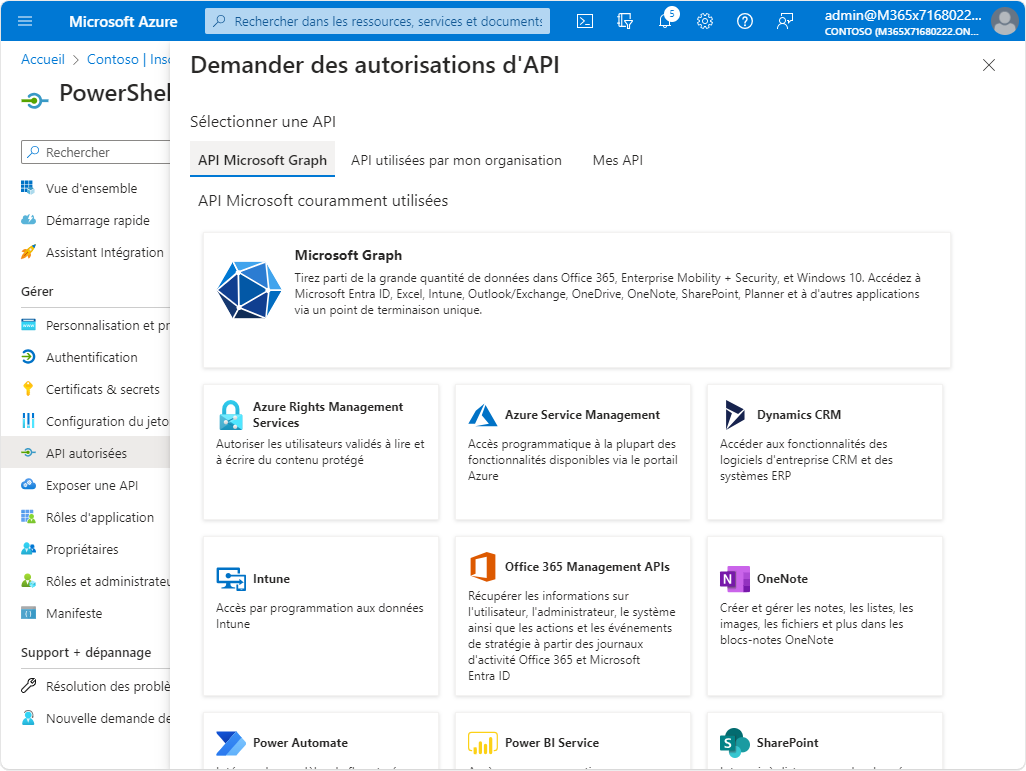 Microsoft Azure
Rechercher dans les ressources, services et documents
5
admin@M365x7168022...
CONTOSO (M365X71680222.ON...
Accueil > Contoso | Insc
PowerShel
Rechercher
Vue d'ensemble
Démarrage rapide
Assistant Intégration
Gérer
Personnalisation et pr
Authentification
Certificats & secrets
Configuration du jeto
API autorisées
Exposer une API
Rôles d'application
Propriétaires
Rôles et administrateu
Manifeste
Support + dépannage
Résolution des problè
Nouvelle demande de
Demander des autorisations d'API
Sélectionner une API
API Microsoft Graph
API utilisées par mon organisation
Mes API
API Microsoft couramment utilisées
Microsoft Graph
Tirez parti de la grande quantité de données dans Office 365, Enterprise Mobility + Security, et Windows 10. Accédez à
Microsoft Entra ID, Excel, Intune, Outlook/Exchange, OneDrive, OneNote, SharePoint, Planner et à d'autres applications
via un point de terminaison unique.
Azure Rights Management
Services
Autoriser les utilisateurs validés à lire et
à écrire du contenu protégé
Azure Service Management
Accès programmatique à la plupart des
fonctionnalités disponibles via le portail
Azure
Dynamics CRM
Accéder aux fonctionnalités des
logiciels d'entreprise CRM et des
systèmes ERP
Intune
Accès par programmation aux données
Intune
Office 365 Management APIs
Récupérer les informations sur
l'utilisateur, l'administrateur, le système
ainsi que les actions et les événements
de stratégie à partir des journaux
d'activité Office 365 et Microsoft
Entra ID
N
OneNote
Créer et gérer les notes, les listes, les
images, les fichiers et plus dans les
blocs-notes OneNote
Power Automate
Power BI Service
S
SharePoint